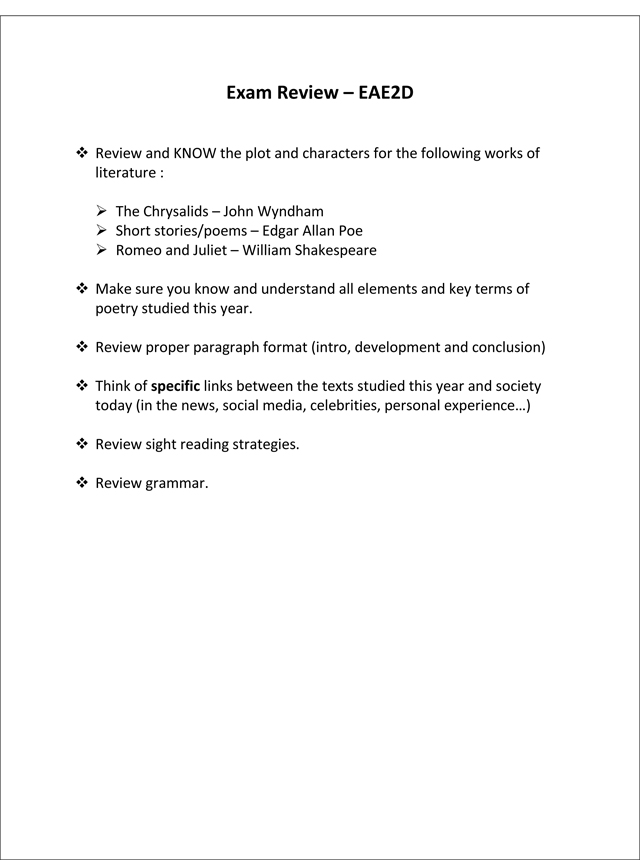 Exam Review – EAE2D
❖ Review and KNOW the plot and characters for the following works of
literature :
➢ The Chrysalids – John Wyndham
➢ Short stories/poems – Edgar Allan Poe
➢ Romeo and Juliet – William Shakespeare
❖ Make sure you know and understand all elements and key terms of
poetry studied this year.
❖ Review proper paragraph format (intro, development and conclusion)
❖ Think of specific links between the texts studied this year and society
today (in the news, social media, celebrities, personal experience…)
❖ Review sight reading strategies.
❖ Review grammar.